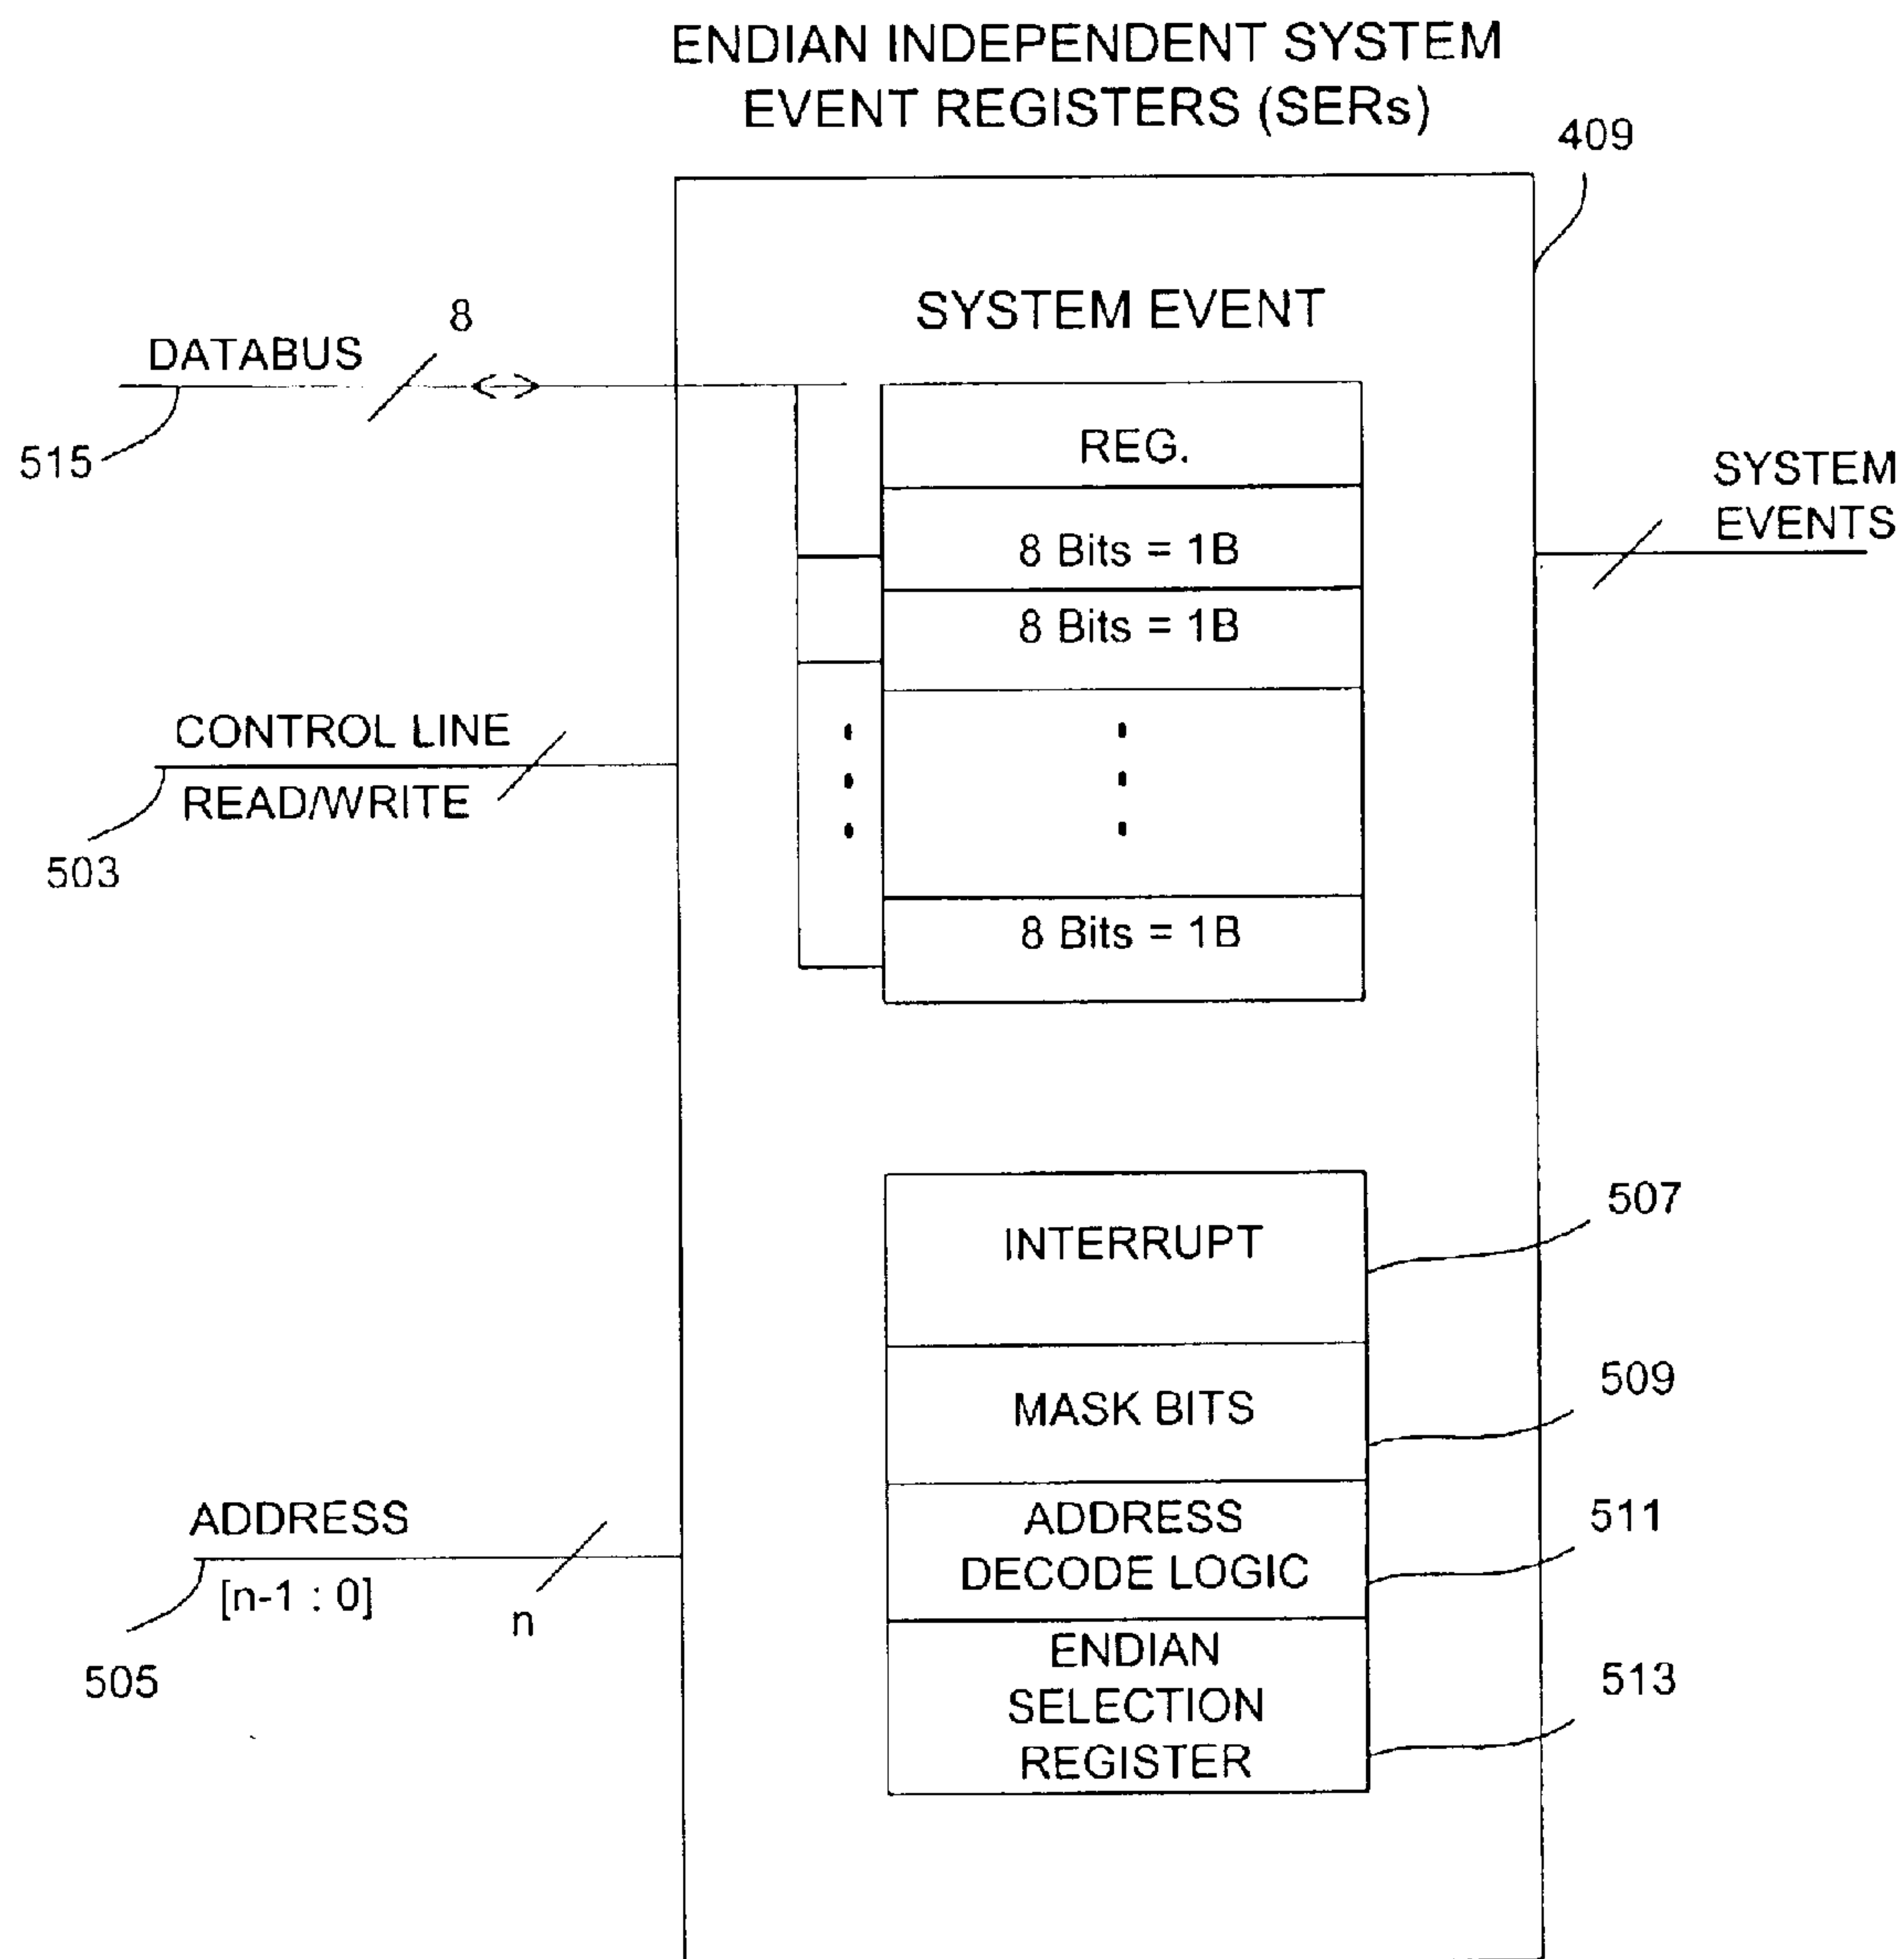 ENDIAN INDEPENDENT SYSTEM
EVENT REGISTERS (SERs)
409
SYSTEM EVENT
8
DATABUS
515
REG.
8 Bits = 1B
8 Bits = 1B
8 Bits = 1B
SYSTEM
EVENTS
CONTROL LINE
READ/WRITE
503
INTERRUPT
507
MASK BITS
509
ADDRESS
DECODE LOGIC
511
ENDIAN
SELECTION
REGISTER
513
ADDRESS
[n-1 : 0]
n
505